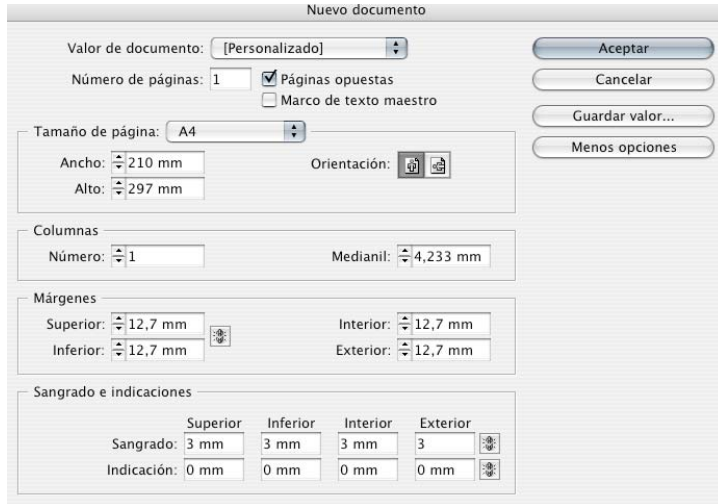 Nuevo documento
Valor de documento: [Personalizado]
Aceptar
Número de páginas: 1
Páginas opuestas
Cancelar
Marco de texto maestro
Guardar valor...
Tamaño de página: A4
Menos opciones
Ancho: 210 mm
Orientación:
Alto: 297 mm
Columnas
Número: 1
Medianil: 4,233 mm
Márgenes
Superior: 12,7 mm
Interior: 12,7 mm
Inferior: 12,7 mm
Exterior: 12,7 mm
Sangrado e indicaciones
Superior Inferior Interior Exterior
Sangrado: 3 mm 3 mm 3 mm 3
Indicación: 0 mm 0 mm 0 mm 0 mm